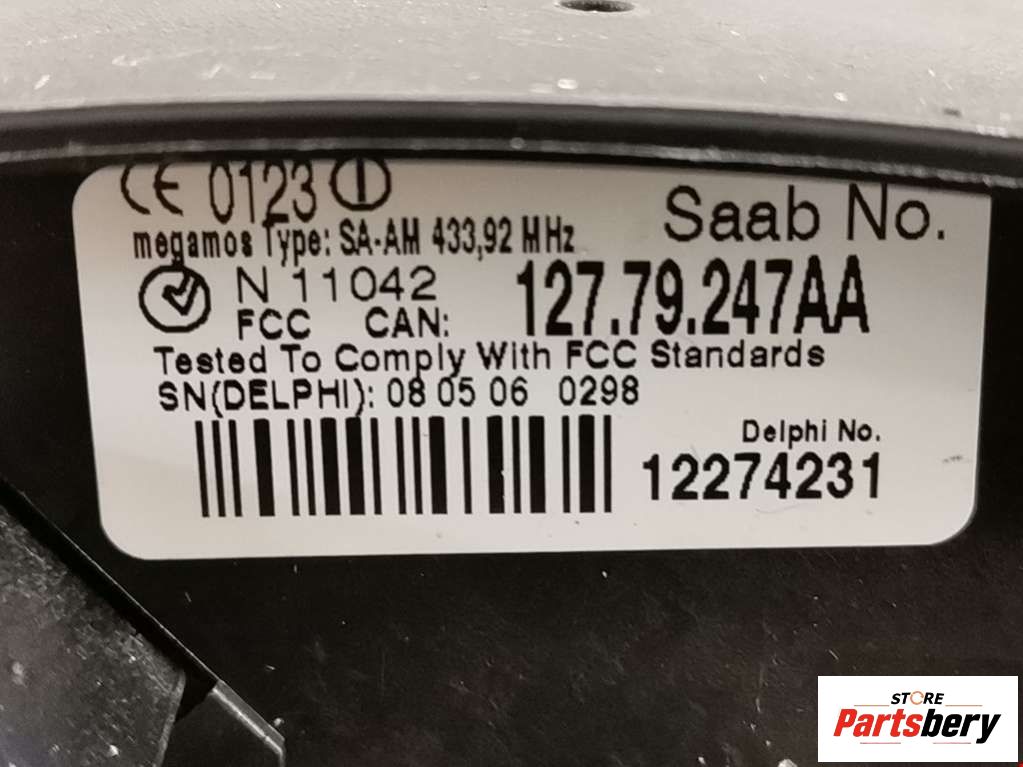 CE 0123
Saab No.
megamos Type: SA-AM 433,92 MHz
N 11042
127.79.247AA
FCC CAN:
Tested To Comply With FCC Standards
SN(DELPHI): 08 05 06 0298
Delphi No.
12274231
STORE
Partsbery